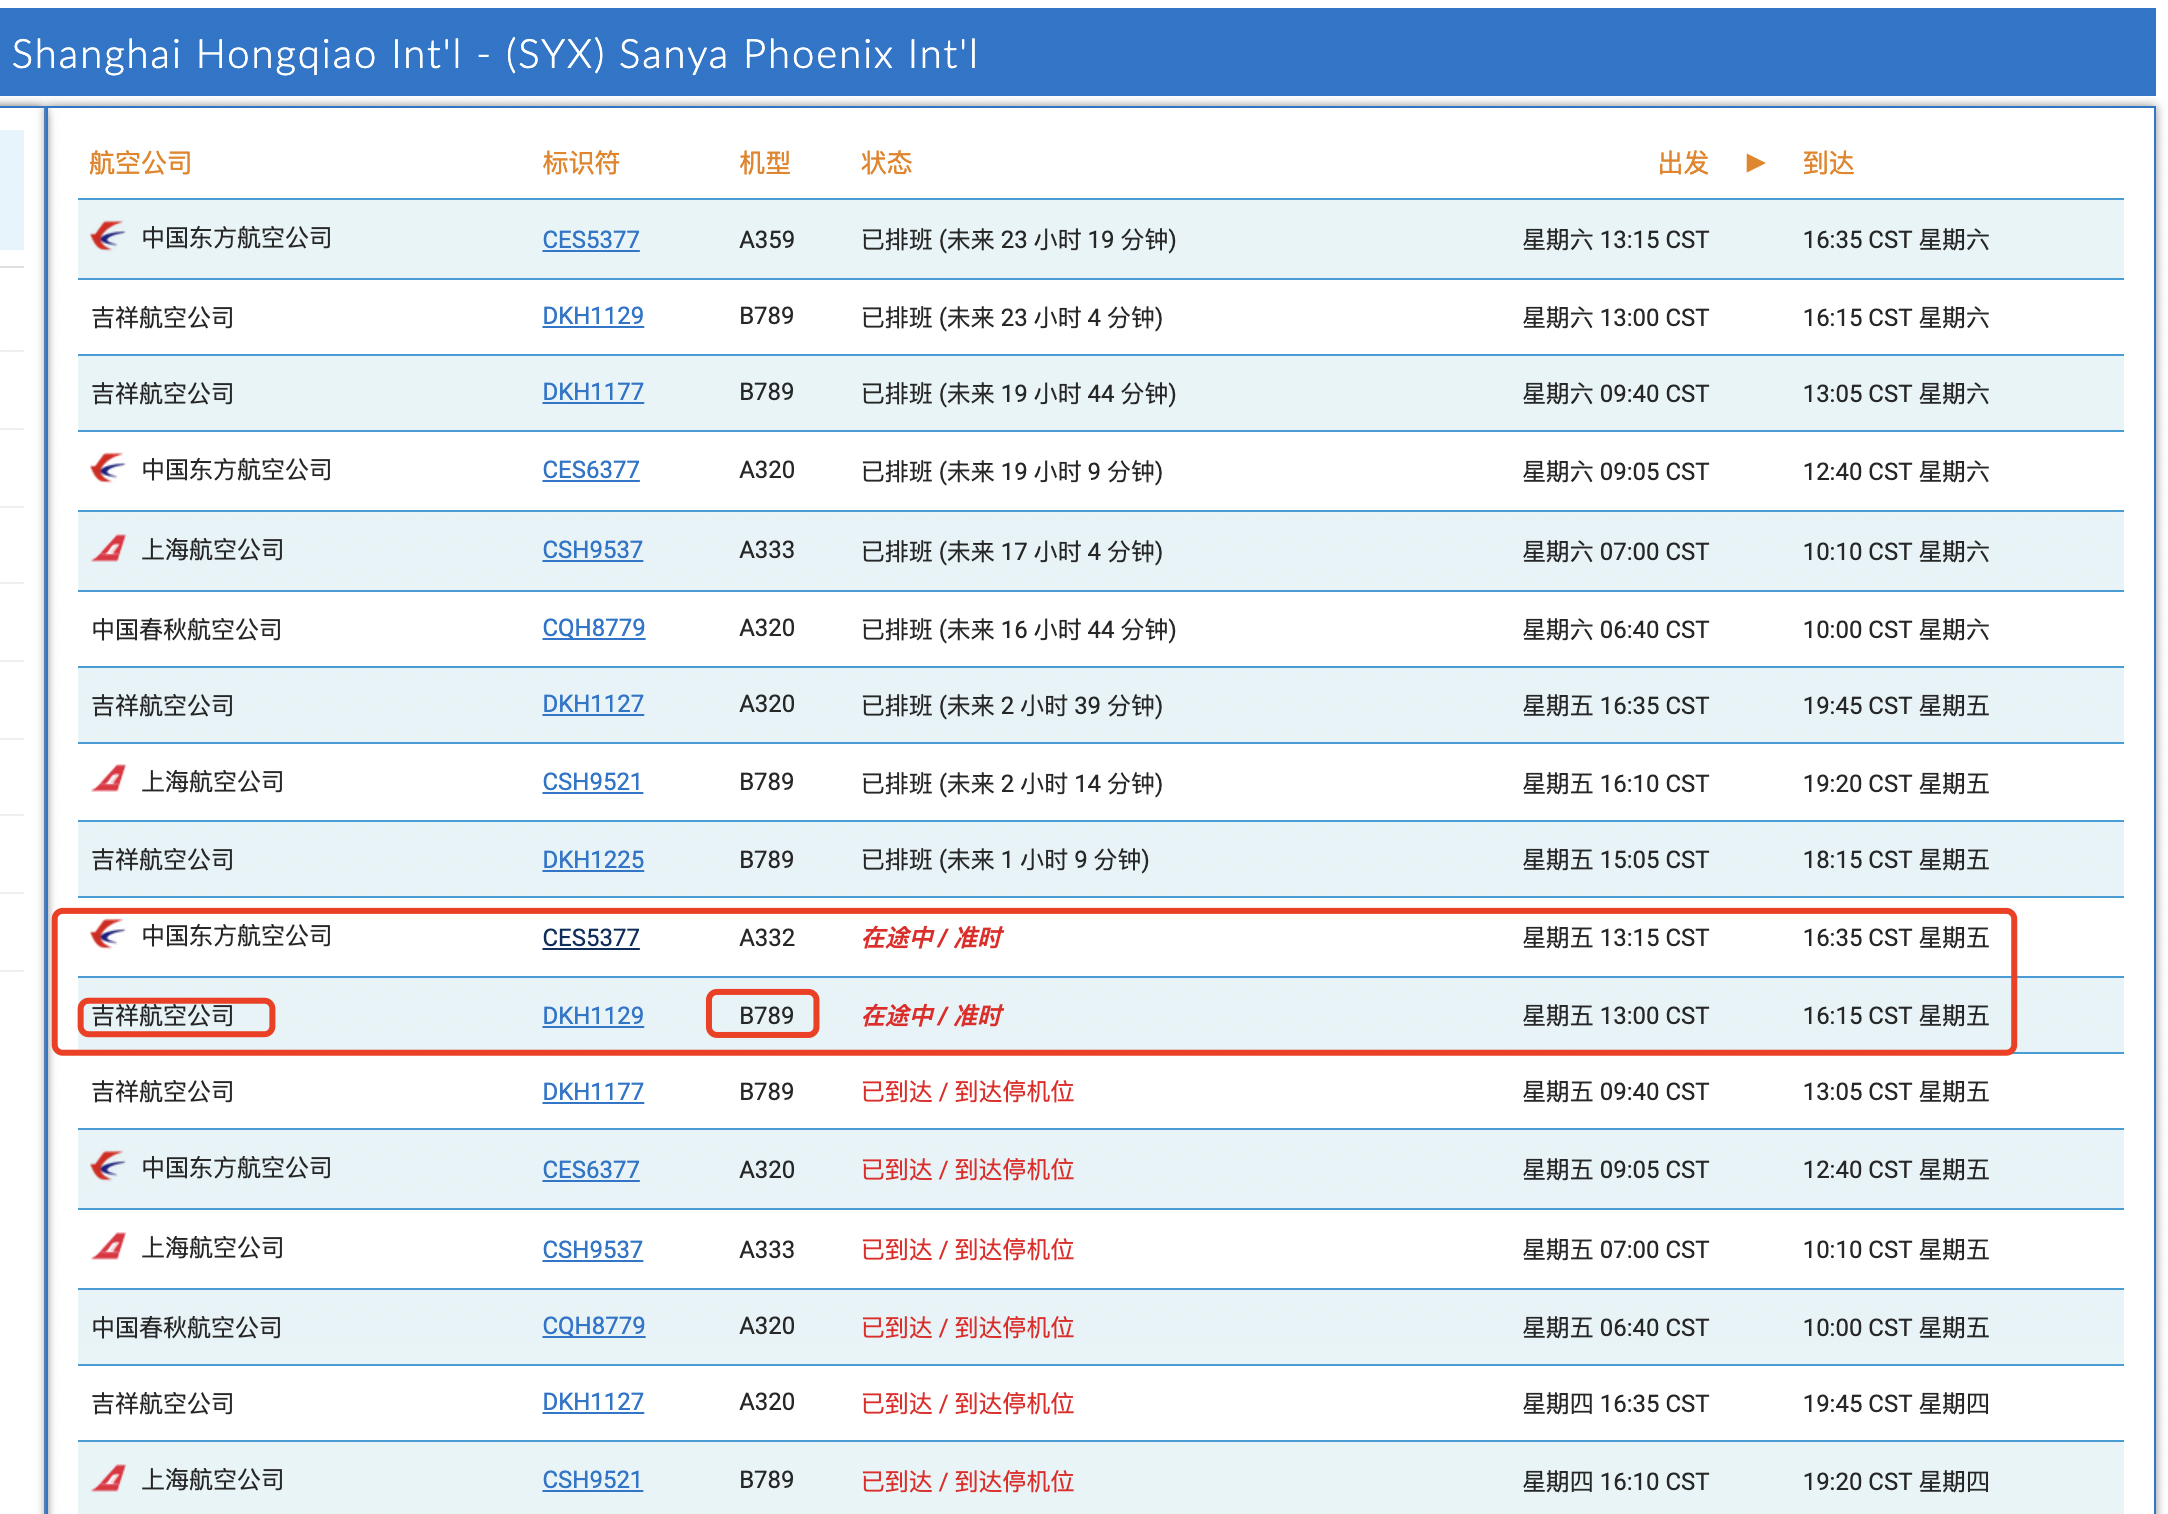 Shanghai Hongqiao Int'l - (SYX) Sanya Phoenix Int'l
航空公司 标识符 机型 状态 出发 ▶ 到达
中国东方航空公司 CES5377 A359 已排班 (未来 23 小时 19 分钟) 星期六 13:15 CST 16:35 CST 星期六
吉祥航空公司 DKH1129 B789 已排班 (未来 23 小时 4 分钟) 星期六 13:00 CST 16:15 CST 星期六
吉祥航空公司 DKH1177 B789 已排班 (未来 19 小时 44 分钟) 星期六 09:40 CST 13:05 CST 星期六
中国东方航空公司 CES6377 A320 已排班 (未来 19 小时 9 分钟) 星期六 09:05 CST 12:40 CST 星期六
上海航空公司 CSH9537 A333 已排班 (未来 17 小时 4 分钟) 星期六 07:00 CST 10:10 CST 星期六
中国春秋航空公司 CQH8779 A320 已排班 (未来 16 小时 44 分钟) 星期六 06:40 CST 10:00 CST 星期六
吉祥航空公司 DKH1127 A320 已排班 (未来 2 小时 39 分钟) 星期五 16:35 CST 19:45 CST 星期五
上海航空公司 CSH9521 B789 已排班 (未来 2 小时 14 分钟) 星期五 16:10 CST 19:20 CST 星期五
吉祥航空公司 DKH1225 B789 已排班 (未来 1 小时 9 分钟) 星期五 15:05 CST 18:15 CST 星期五
中国东方航空公司 CES5377 A332 在途中 / 准时 星期五 13:15 CST 16:35 CST 星期五
吉祥航空公司 DKH1129 B789 在途中 / 准时 星期五 13:00 CST 16:15 CST 星期五
吉祥航空公司 DKH1177 B789 已到达 / 到达停机位 星期五 09:40 CST 13:05 CST 星期五
中国东方航空公司 CES6377 A320 已到达 / 到达停机位 星期五 09:05 CST 12:40 CST 星期五
上海航空公司 CSH9537 A333 已到达 / 到达停机位 星期五 07:00 CST 10:10 CST 星期五
中国春秋航空公司 CQH8779 A320 已到达 / 到达停机位 星期五 06:40 CST 10:00 CST 星期五
吉祥航空公司 DKH1127 A320 已到达 / 到达停机位 星期四 16:35 CST 19:45 CST 星期四
上海航空公司 CSH9521 B789 已到达 / 到达停机位 星期四 16:10 CST 19:20 CST 星期四